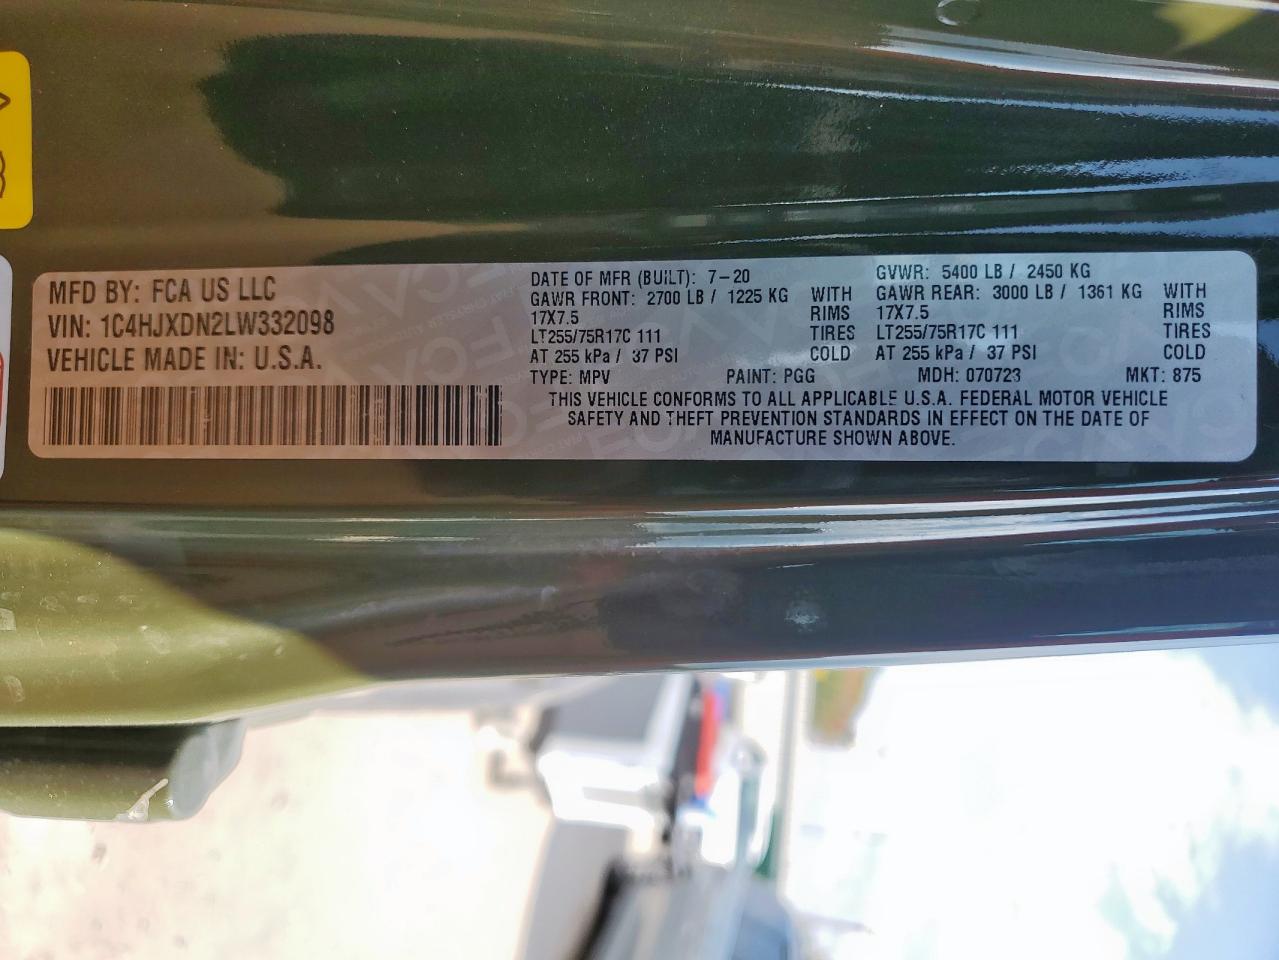 MFD BY: FCA US LLC
VIN: 1C4HJXDN2LW332098
VEHICLE MADE IN: U.S.A.
DATE OF MFR (BUILT): 7-20
GAWR FRONT: 2700 LB / 1225 KG WITH
17X7.5 RIMS
LT255/75R17C 111 TIRES
AT 255 kPa / 37 PSI COLD
GVWR: 5400 LB / 2450 KG
GAWR REAR: 3000 LB / 1361 KG WITH
17X7.5 RIMS
LT255/75R17C 111 TIRES
AT 255 kPa / 37 PSI COLD
TYPE: MPV PAINT: PGG MDH: 070723 MKT: 875
THIS VEHICLE CONFORMS TO ALL APPLICABLE U.S.A. FEDERAL MOTOR VEHICLE
SAFETY AND THEFT PREVENTION STANDARDS IN EFFECT ON THE DATE OF
MANUFACTURE SHOWN ABOVE.